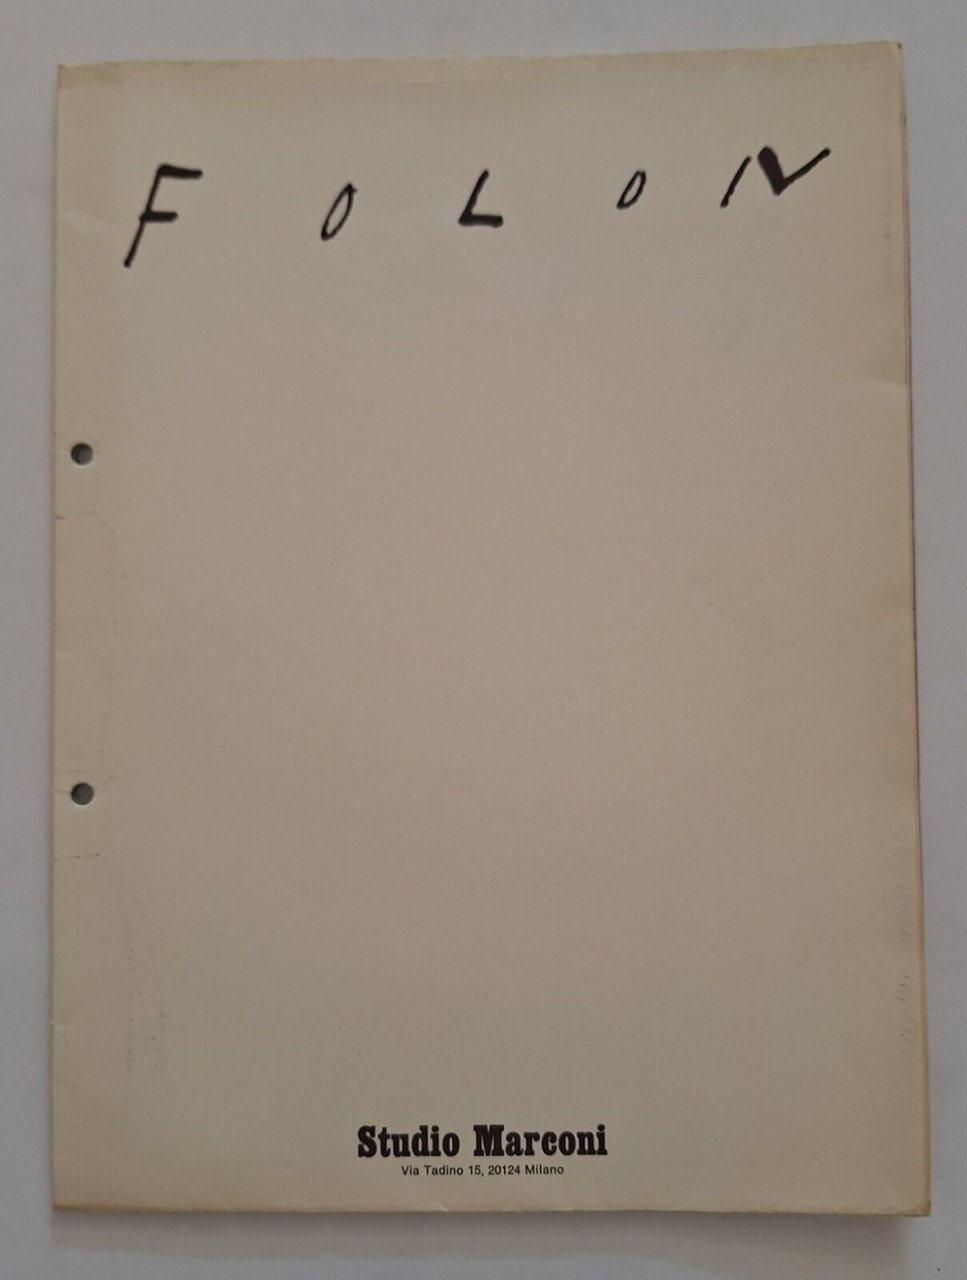 FOLON
Studio Marconi
Via Tadino 15, 20124 Milano